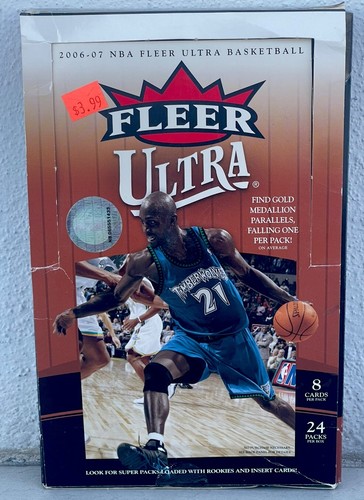 2006-07 NBA FLEER ULTRA BASKETBALL
$3.99
FLEER
ULTRA®
FIND GOLD
MEDALLION
PARALLELS,
FALLING ONE
PER PACK!
ON AVERAGE
TIMBERWOLVES
21
NBA
8
CARDS
PER PACK
24
PACKS
PER BOX
LOOK FOR SUPER PACKS LOADED WITH ROOKIES AND INSERT CARDS!